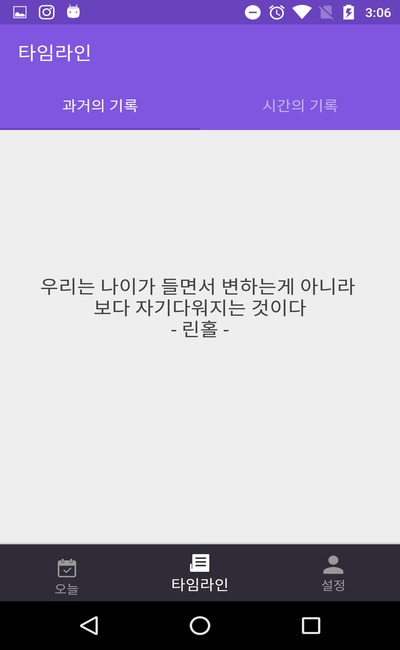 3:06
타임라인
과거의 기록
시간의 기록
우리는 나이가 들면서 변하는게 아니라
보다 자기다워지는 것이다
- 린홀 -
오늘
타임라인
설정